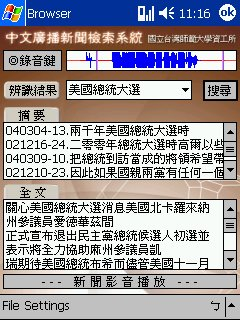 Browser 11:16 ok
中文廣播新聞檢索系統 國立台灣師範大學資工所
◎錄音鍵
辨識結果 美國總統大選 搜尋
摘要
040304-13.兩千年美國總統大選時
021216-24.二零零年總統大選時高爾以些
040309-10.把總統到訪當成的將領希望帶
021210-23.因此如果國親兩黨有任何一個
全文
關心美國總統大選消息美國北卡羅來納
州參議員愛德華茲開
正式宣布退出民主黨總統候選人初選並
表示將全力協助麻州參議員凱
瑞期待美國總統布希而儘管美國十一月
--- 新聞影音播放 ---
File Settings